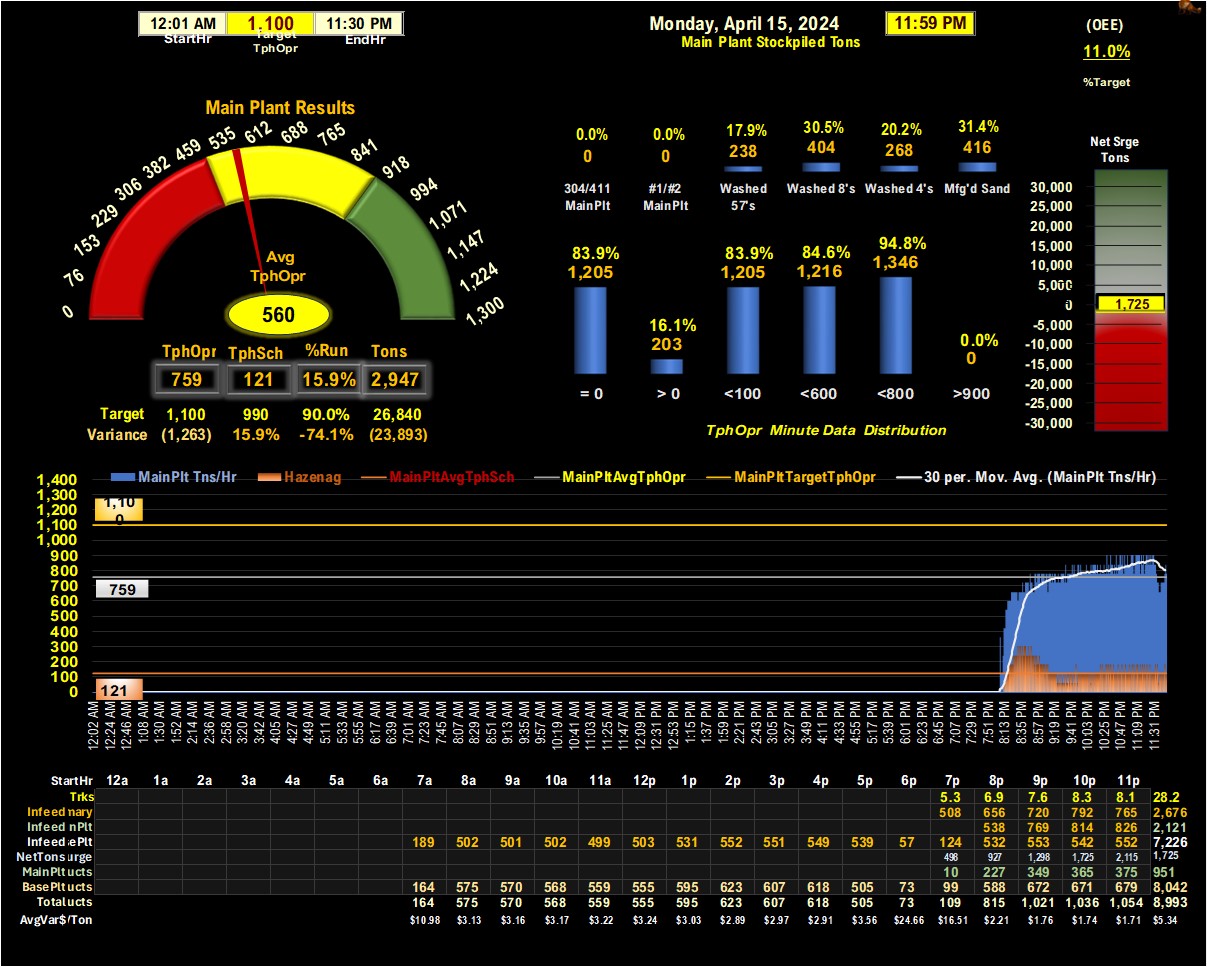 12:01 AM 1,100 11:30 PM
StartHr Target TphOpr EndHr
Monday, April 15, 2024
11:59 PM
Main Plant Stockpiled Tons
(OEE)
11.0%
%Target
Main Plant Results
0 76 153 229 306 382 459 535 612 688 765 841 918 994 1,071 1,147 1,224 1,300
Avg
TphOpr
560
TphOpr TphSch %Run Tons
759 121 15.9% 2,947
Target 1,100 990 90.0% 26,840
Variance (1,263) 15.9% -74.1% (23,893)
0.0% 0.0% 17.9% 30.5% 20.2% 31.4%
0 0 238 404 268 416
304/411 #1/#2 Washed Washed 8's Washed 4's Mfg'd Sand
MainPlt MainPlt 57's
83.9% 16.1% 83.9% 84.6% 94.8% 0.0%
1,205 203 1,205 1,216 1,346 0
= 0 > 0 <100 <600 <800 >900
TphOpr Minute Data Distribution
Net Srge
Tons
30,000
25,000
20,000
15,000
10,000
5,000
0
1,725
-5,000
-10,000
-15,000
-20,000
-25,000
-30,000
MainPlt Tns/Hr Hazenag MainPltAvgTphSch MainPltAvgTphOpr MainPltTargetTphOpr 30 per. Mov. Avg. (MainPlt Tns/Hr)
1,400
1,300
1,200
1,100
1,000
900
800
700
600
500
400
300
200
100
0
1,10
0
759
121
12:02 AM 12:24 AM 12:46 AM 1:08 AM 1:30 AM 1:52 AM 2:14 AM 2:36 AM 2:58 AM 3:20 AM 3:42 AM 4:05 AM 4:27 AM 4:49 AM 5:11 AM 5:33 AM 5:55 AM 6:17 AM 6:39 AM 7:01 AM 7:23 AM 7:45 AM 8:07 AM 8:29 AM 8:51 AM 9:13 AM 9:35 AM 9:57 AM 10:19 AM 10:41 AM 11:03 AM 11:25 AM 11:47 AM 12:09 PM 12:31 PM 12:53 PM 1:15 PM 1:37 PM 1:59 PM 2:21 PM 2:43 PM 3:05 PM 3:27 PM 3:49 PM 4:11 PM 4:33 PM 4:55 PM 5:17 PM 5:39 PM 6:01 PM 6:23 PM 6:45 PM 7:07 PM 7:29 PM 7:51 PM 8:13 PM 8:35 PM 8:57 PM 9:19 PM 9:41 PM 10:03 PM 10:25 PM 10:47 PM 11:09 PM 11:31 PM
StartHr 12a 1a 2a 3a 4a 5a 6a 7a 8a 9a 10a 11a 12p 1p 2p 3p 4p 5p 6p 7p 8p 9p 10p 11p
Trks 5.3 6.9 7.6 8.3 8.1 28.2
Infeed mary 508 656 720 792 765 2,676
Infeed nPlt 538 769 814 826 2,121
Infeed ePlt 189 502 501 502 499 503 531 552 551 549 539 57 124 532 553 542 552 7,226
NetTons urge 498 927 1,298 1,725 2,115 1,725
MainPlt ucts 10 227 349 365 375 951
BasePlt ucts 164 575 570 568 559 555 595 623 607 618 505 73 99 588 672 671 679 8,042
Total ucts 164 575 570 568 559 555 595 623 607 618 505 73 109 815 1,021 1,036 1,054 8,993
AvgVar$/Ton $10.98 $3.13 $3.16 $3.17 $3.22 $3.24 $3.03 $2.89 $2.97 $2.91 $3.56 $24.66 $16.51 $2.21 $1.76 $1.74 $1.71 $5.34